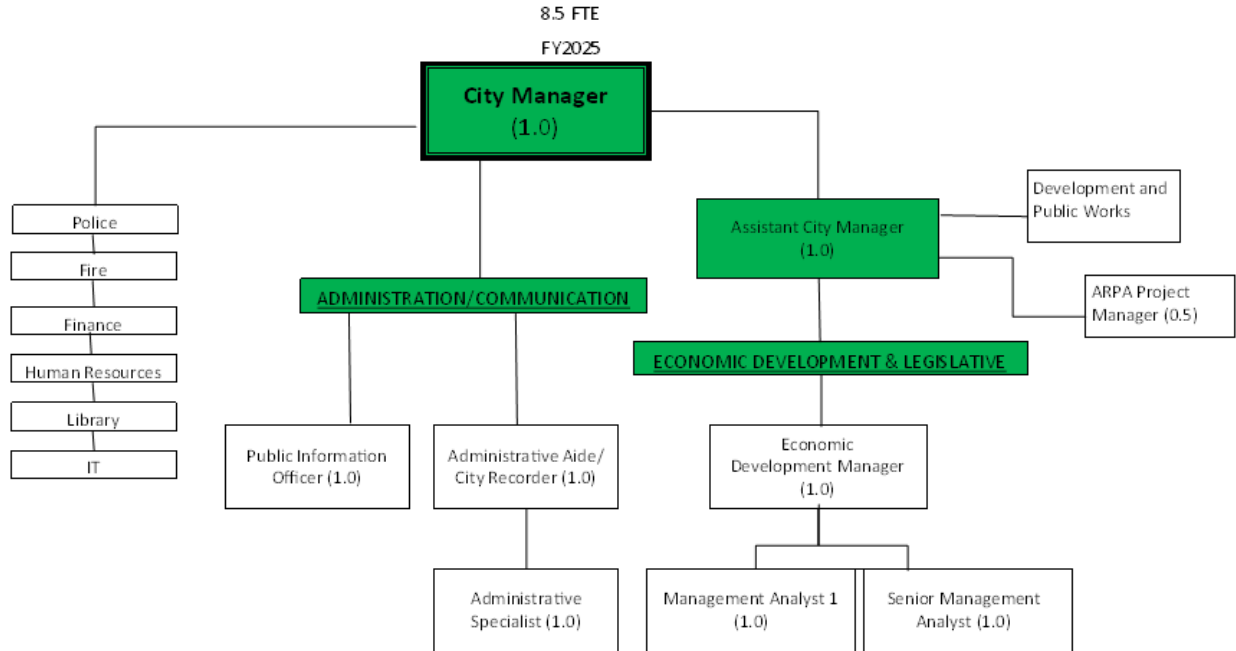 8.5 FTE
FY2025
City Manager
(1.0)
Police
Fire
Finance
Human Resources
Library
IT
ADMINISTRATION/COMMUNICATION
Public Information
Officer (1.0)
Administrative Aide/
City Recorder (1.0)
Administrative
Specialist (1.0)
Assistant City Manager
(1.0)
Development and
Public Works
ARPA Project
Manager (0.5)
ECONOMIC DEVELOPMENT & LEGISLATIVE
Economic
Development Manager
(1.0)
Management Analyst 1
(1.0)
Senior Management
Analyst (1.0)